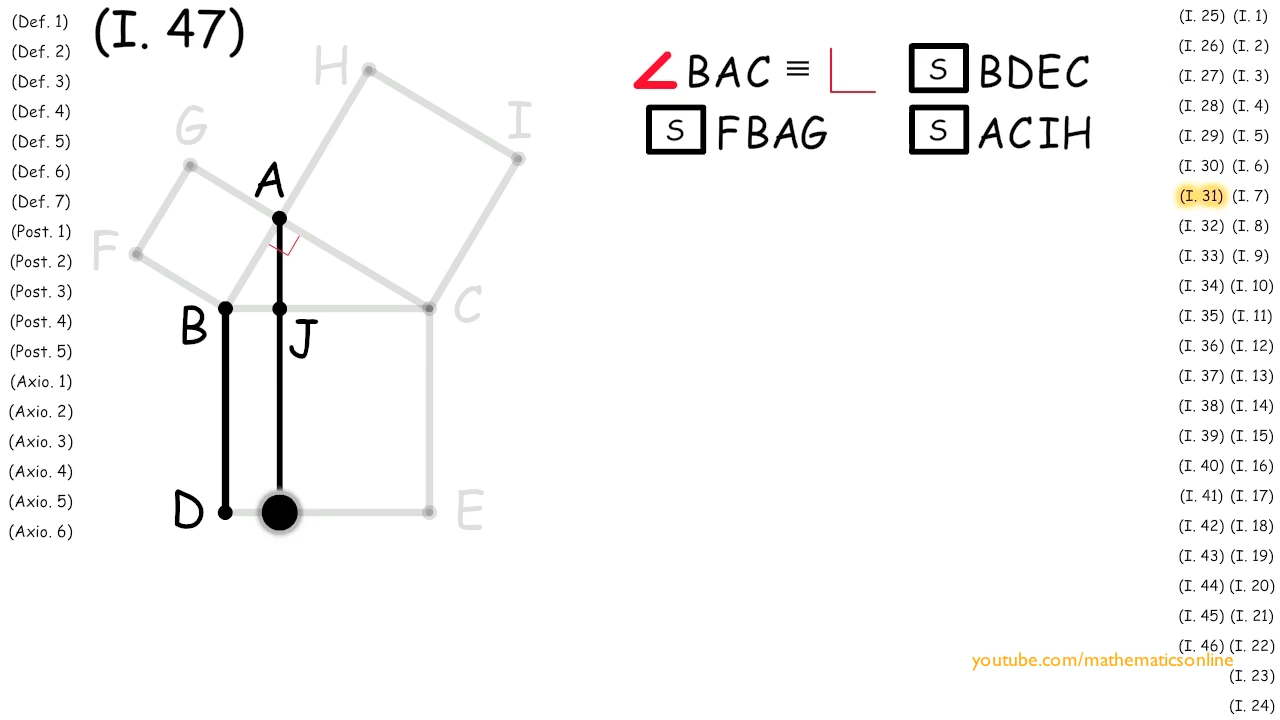 (I. 47)
(Def. 1)
(Def. 2)
(Def. 3)
(Def. 4)
(Def. 5)
(Def. 6)
(Def. 7)
(Post. 1)
(Post. 2)
(Post. 3)
(Post. 4)
(Post. 5)
(Axio. 1)
(Axio. 2)
(Axio. 3)
(Axio. 4)
(Axio. 5)
(Axio. 6)
H
G
I
A
F
B
J
C
D
E
∠BAC ≡ ∟ S BDEC
S FBAG S ACIH
(I. 25) (I. 1)
(I. 26) (I. 2)
(I. 27) (I. 3)
(I. 28) (I. 4)
(I. 29) (I. 5)
(I. 30) (I. 6)
(I. 31) (I. 7)
(I. 32) (I. 8)
(I. 33) (I. 9)
(I. 34) (I. 10)
(I. 35) (I. 11)
(I. 36) (I. 12)
(I. 37) (I. 13)
(I. 38) (I. 14)
(I. 39) (I. 15)
(I. 40) (I. 16)
(I. 41) (I. 17)
(I. 42) (I. 18)
(I. 43) (I. 19)
(I. 44) (I. 20)
(I. 45) (I. 21)
(I. 46) (I. 22)
(I. 23)
(I. 24)
youtube.com/mathematicsonline